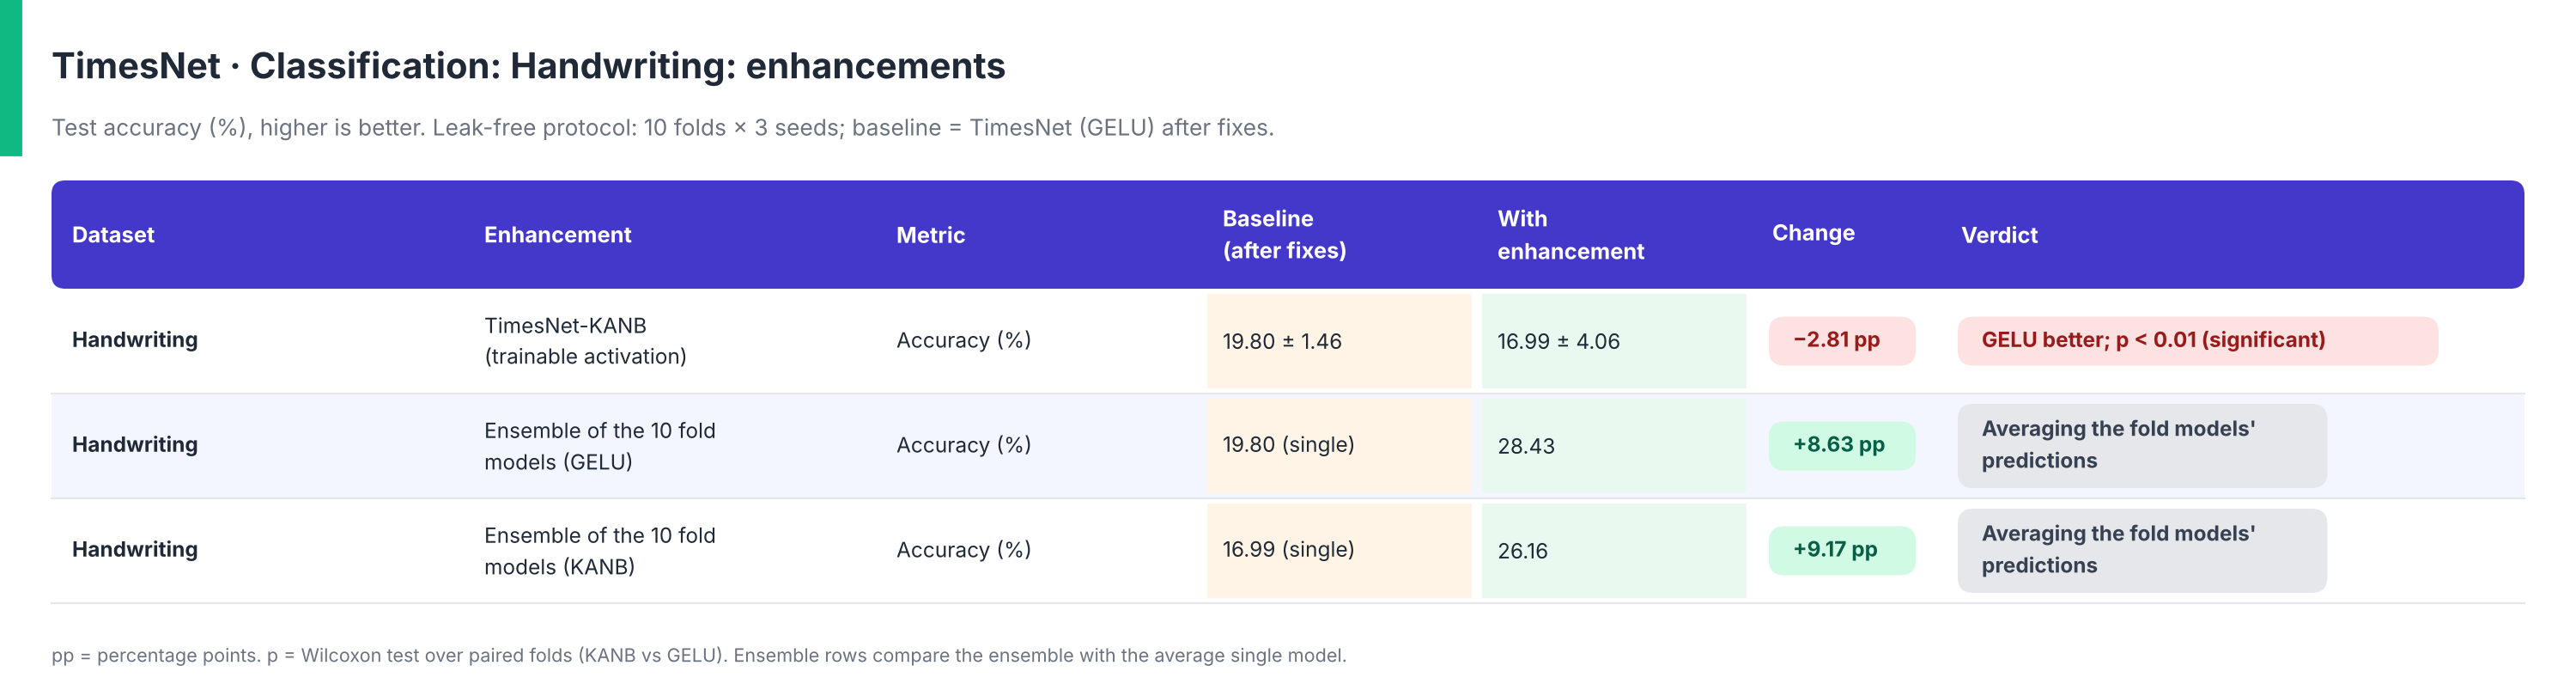 TimesNet · Classification: Handwriting: enhancements
Test accuracy (%), higher is better. Leak-free protocol: 10 folds × 3 seeds; baseline = TimesNet (GELU) after fixes.
Dataset
Enhancement
Metric
Baseline
(after fixes)
With
enhancement
Change
Verdict
Handwriting
TimesNet-KANB
(trainable activation)
Accuracy (%)
19.80 ± 1.46
16.99 ± 4.06
−2.81 pp
GELU better; p < 0.01 (significant)
Handwriting
Ensemble of the 10 fold
models (GELU)
Accuracy (%)
19.80 (single)
28.43
+8.63 pp
Averaging the fold models'
predictions
Handwriting
Ensemble of the 10 fold
models (KANB)
Accuracy (%)
16.99 (single)
26.16
+9.17 pp
Averaging the fold models'
predictions
pp = percentage points. p = Wilcoxon test over paired folds (KANB vs GELU). Ensemble rows compare the ensemble with the average single model.